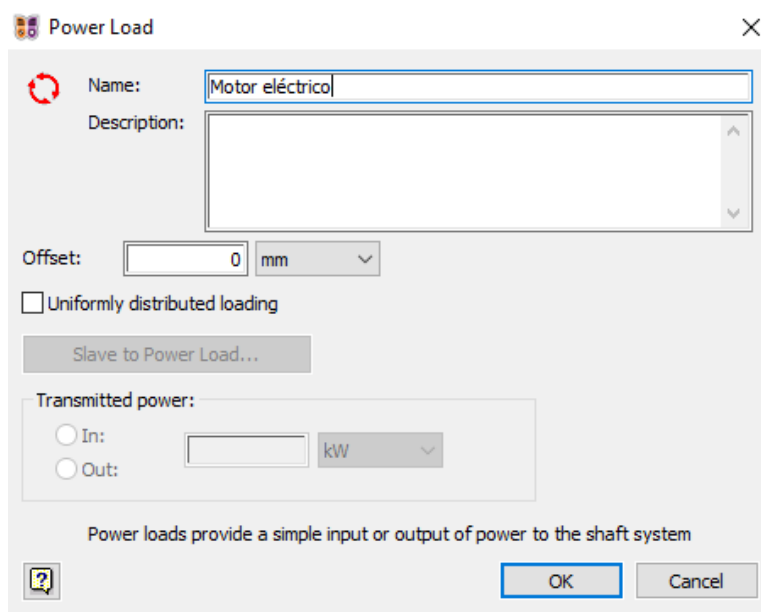 Power Load
Name: Motor eléctrico
Description:
Offset: 0 mm
Uniformly distributed loading
Slave to Power Load...
Transmitted power:
In:
kW
Out:
Power loads provide a simple input or output of power to the shaft system
? OK Cancel